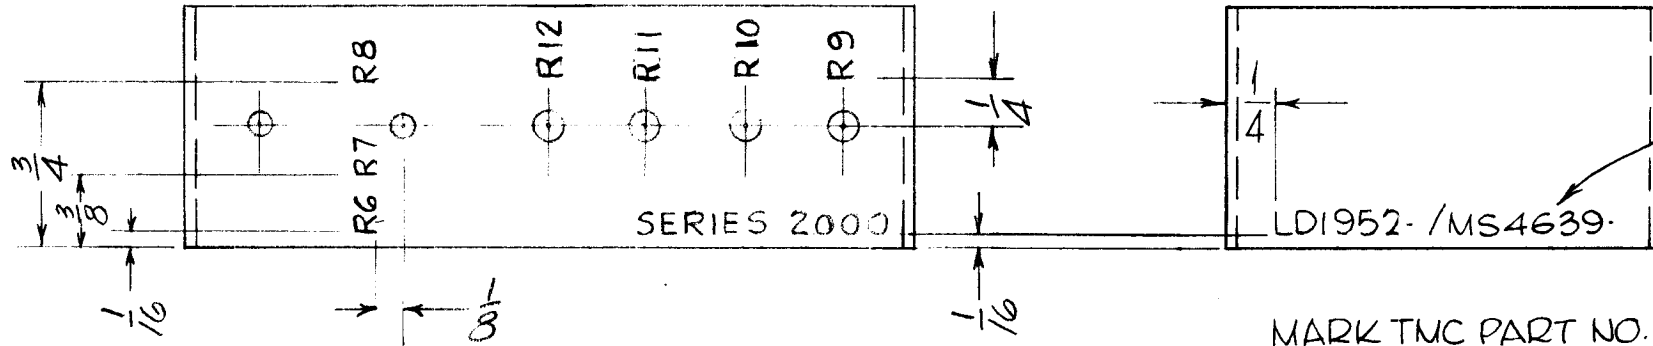 R8
R12
R11
R10
R9
R7
R6
3/4
3/8
1/16
1/8
1/4
1/16
SERIES 2000
1/4
LD1952- /MS4639-
MARK TMC PART NO.